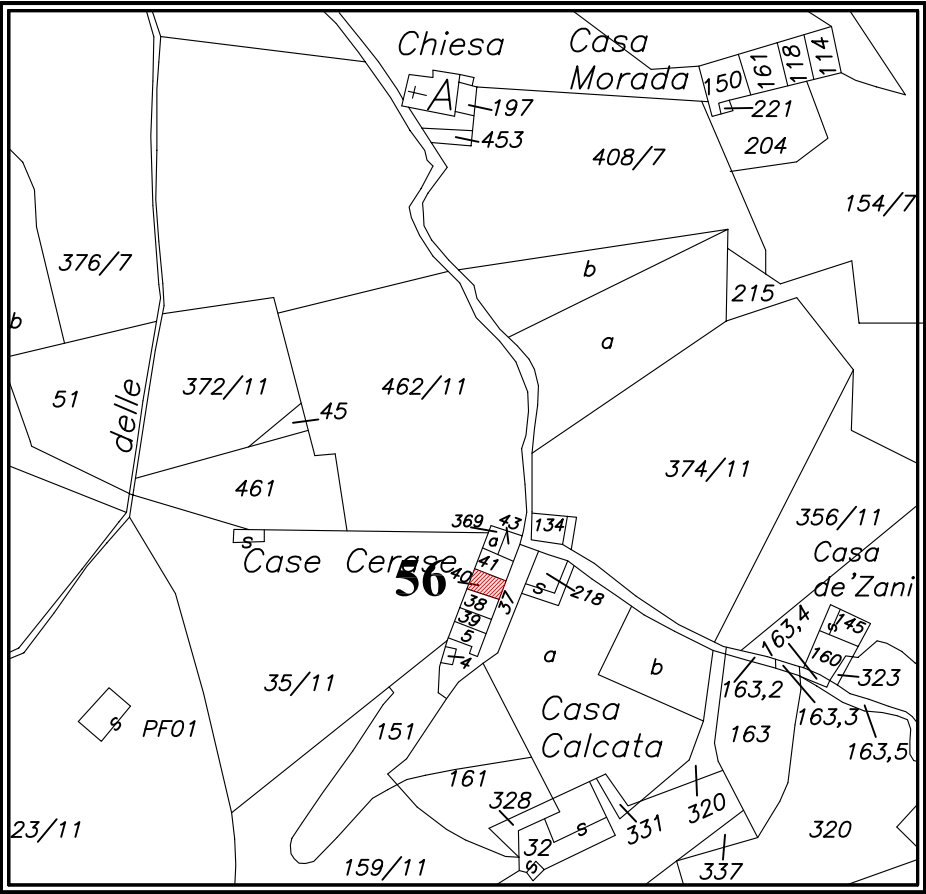 Chiesa
Casa
Morada
150
161
118
114
A
197
221
453
204
408/7
154/7
376/7
b
215
b
a
51
delle
372/11
45
462/11
461
374/11
356/11
369
43
134
a
s
Case Cerase
41
Casa
de'Zani
56
40
37
s
218
38
39
5
4
163,4
s
145
160
a
b
323
35/11
163,2
163,3
163,5
s
PF01
151
Casa
Calcata
163
161
328
320
331
s
32
s
23/11
159/11
337
320